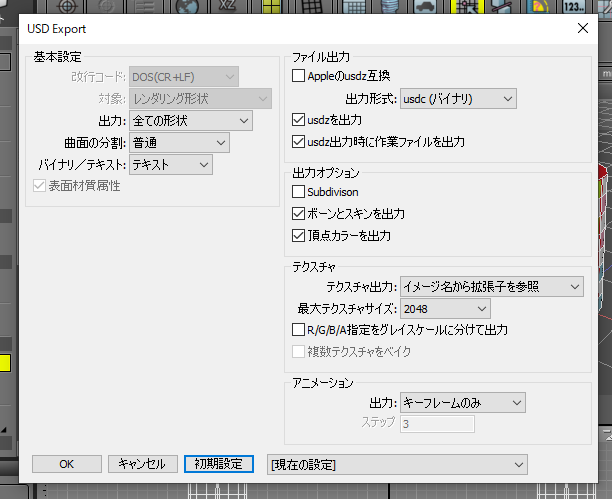 XZ
123...
USD Export
基本設定
改行コード: DOS(CR+LF)
対象: レンダリング形状
出力: 全ての形状
曲面の分割: 普通
バイナリ／テキスト: テキスト
表面材質属性
ファイル出力
Appleのusdz互換
出力形式: usdc (バイナリ)
usdzを出力
usdz出力時に作業ファイルを出力
出力オプション
Subdivison
ボーンとスキンを出力
頂点カラーを出力
テクスチャ
テクスチャ出力: イメージ名から拡張子を参照
最大テクスチャサイズ: 2048
R/G/B/A指定をグレイスケールに分けて出力
複数テクスチャをベイク
アニメーション
出力: キーフレームのみ
ステップ 3
OK
キャンセル
初期設定
[現在の設定]